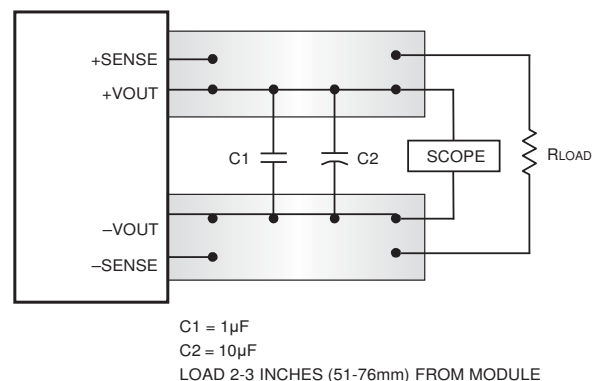 +SENSE
+VOUT
C1
C2
SCOPE
RLOAD
–VOUT
–SENSE
C1 = 1µF
C2 = 10µF
LOAD 2-3 INCHES (51-76mm) FROM MODULE